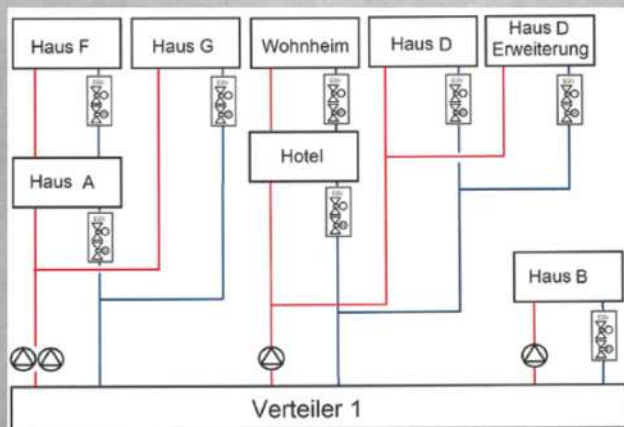 Haus F
Haus G
Wohnheim
Haus D
Haus D
Erweiterung
Haus A
Hotel
Haus B
Verteiler 1